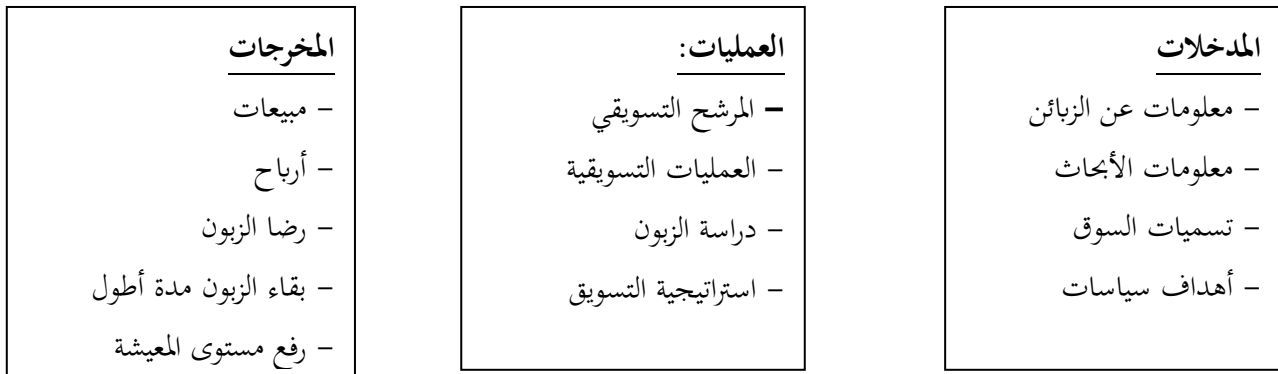 المدخلات
– معلومات عن الزبائن
– معلومات الأبحاث
– تسميات السوق
– أهداف سياسات
العمليات:
– المرشح التسويقي
– العمليات التسويقية
– دراسة الزبون
– استراتيجية التسويق
المخرجات
– مبيعات
– أرباح
– رضا الزبون
– بقاء الزبون مدة أطول
– رفع مستوى المعيشة